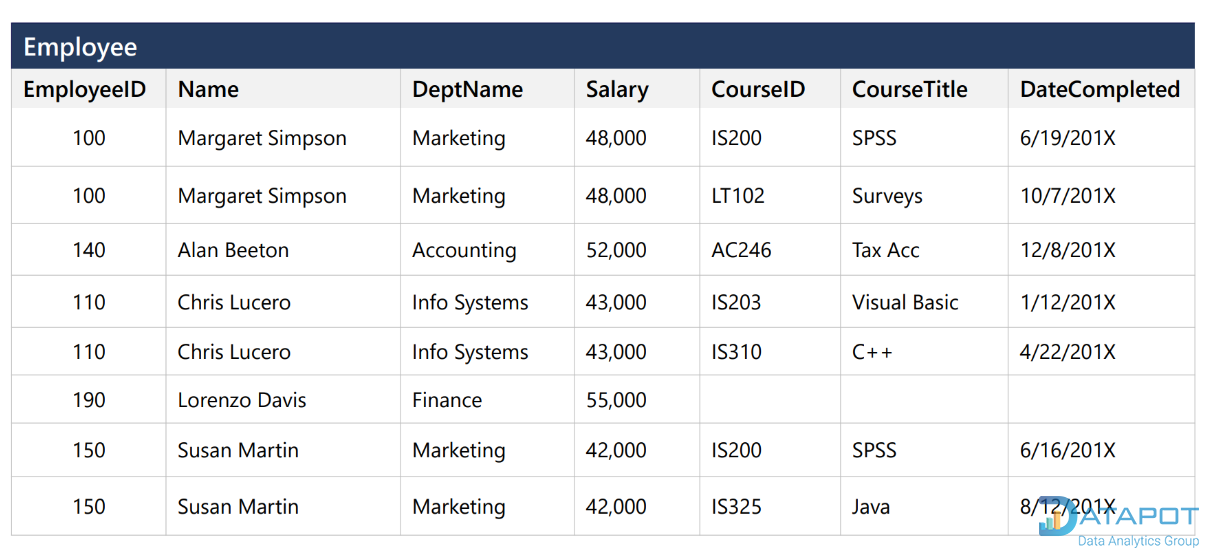 Employee
EmployeeID Name DeptName Salary CourseID CourseTitle DateCompleted
100 Margaret Simpson Marketing 48,000 IS200 SPSS 6/19/201X
100 Margaret Simpson Marketing 48,000 LT102 Surveys 10/7/201X
140 Alan Beeton Accounting 52,000 AC246 Tax Acc 12/8/201X
110 Chris Lucero Info Systems 43,000 IS203 Visual Basic 1/12/201X
110 Chris Lucero Info Systems 43,000 IS310 C++ 4/22/201X
190 Lorenzo Davis Finance 55,000
150 Susan Martin Marketing 42,000 IS200 SPSS 6/16/201X
150 Susan Martin Marketing 42,000 IS325 Java 8/12/201X
DATAPOT
Data Analytics Group